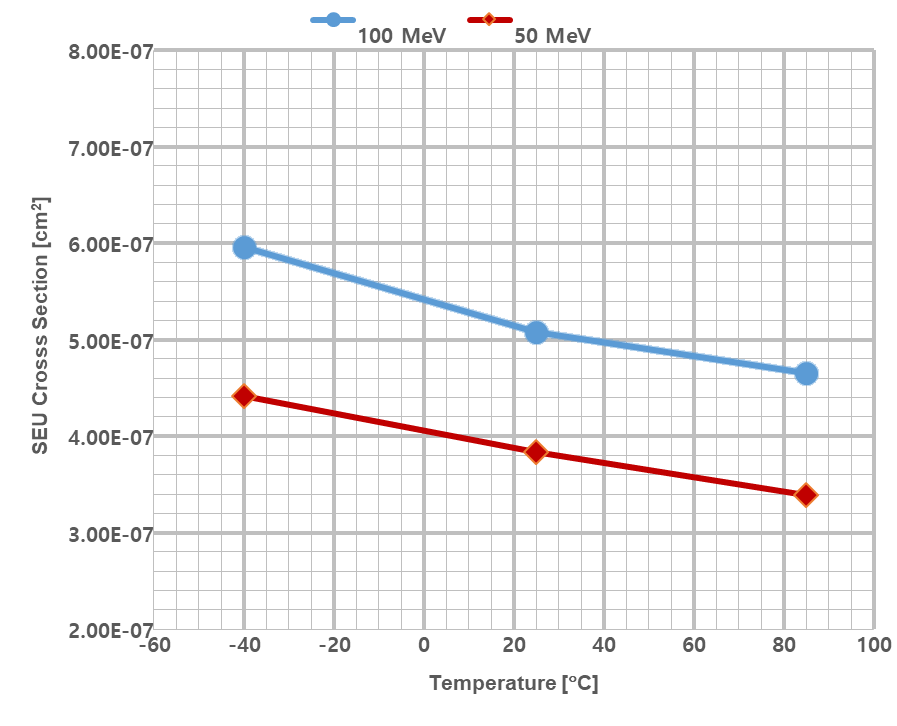 100 MeV 50 MeV
8.00E-07
7.00E-07
6.00E-07
5.00E-07
4.00E-07
3.00E-07
2.00E-07
SEU Crosss Section [cm²]
-60 -40 -20 0 20 40 60 80 100
Temperature [°C]